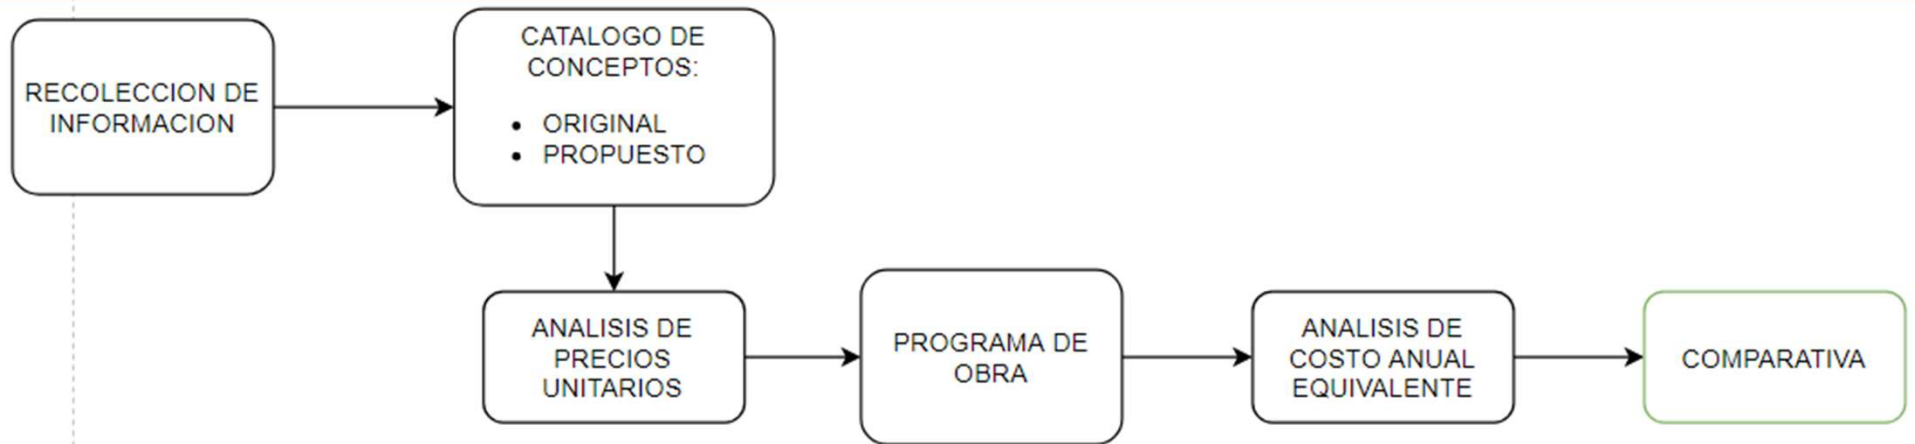 RECOLECCION DE
INFORMACION
CATALOGO DE
CONCEPTOS:
• ORIGINAL
• PROPUESTO
ANALISIS DE
PRECIOS
UNITARIOS
PROGRAMA DE
OBRA
ANALISIS DE
COSTO ANUAL
EQUIVALENTE
COMPARATIVA